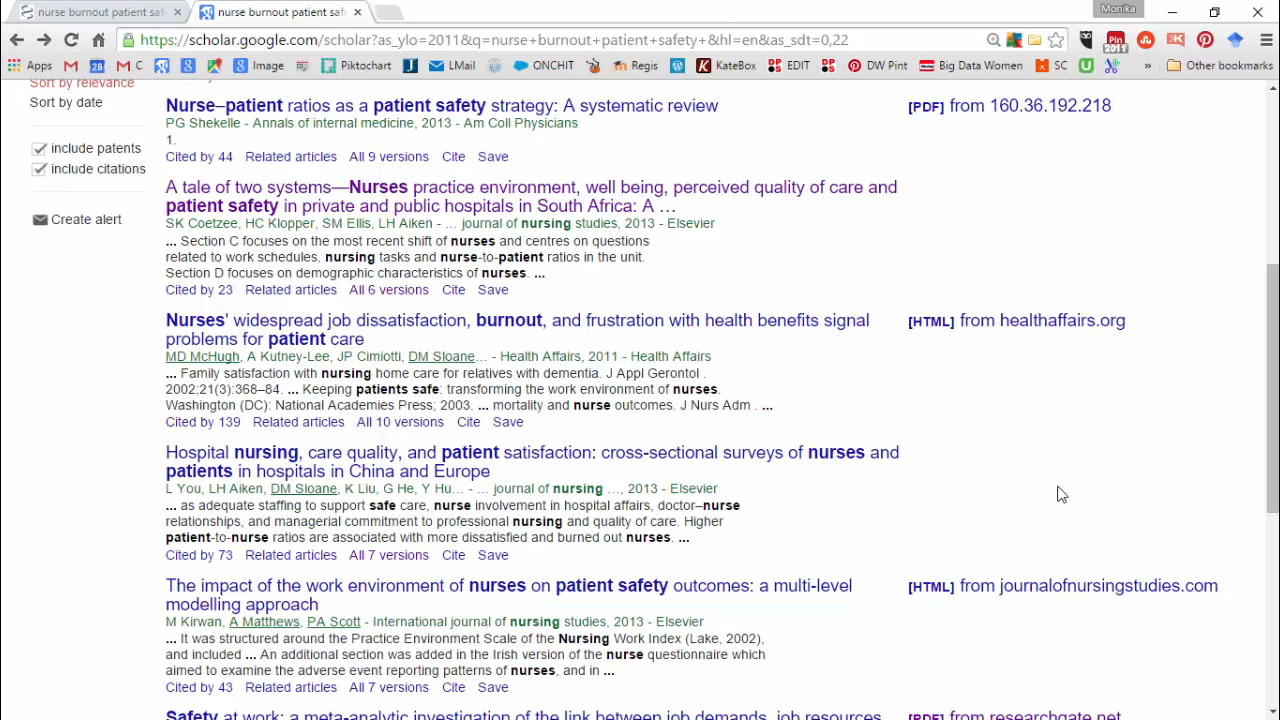 nurse burnout patient saf
nurse burnout patient saf
Monika
https://scholar.google.com/scholar?as_ylo=2011&q=nurse+burnout+patient+safety+&hl=en&as_sdt=0,22
Pin
2011
Apps
28
C
Image
Piktochart
J
LMail
ONCHIT
Regis
KateBox
EDIT
DW Pint
Big Data Women
SC
U
»
Other bookmarks
Sort by relevance
Sort by date
include patents
include citations
Create alert
Nurse–patient ratios as a patient safety strategy: A systematic review
[PDF] from 160.36.192.218
PG Shekelle - Annals of internal medicine, 2013 - Am Coll Physicians
1.
Cited by 44 Related articles All 9 versions Cite Save
A tale of two systems—Nurses practice environment, well being, perceived quality of care and
patient safety in private and public hospitals in South Africa: A …
SK Coetzee, HC Klopper, SM Ellis, LH Aiken - ... journal of nursing studies, 2013 - Elsevier
... Section C focuses on the most recent shift of nurses and centres on questions
related to work schedules, nursing tasks and nurse-to-patient ratios in the unit.
Section D focuses on demographic characteristics of nurses. ...
Cited by 23 Related articles All 6 versions Cite Save
Nurses' widespread job dissatisfaction, burnout, and frustration with health benefits signal
problems for patient care
[HTML] from healthaffairs.org
MD McHugh, A Kutney-Lee, JP Cimiotti, DM Sloane… - Health Affairs, 2011 - Health Affairs
... Family satisfaction with nursing home care for relatives with dementia. J Appl Gerontol .
2002;21(3):368–84. ... Keeping patients safe: transforming the work environment of nurses.
Washington (DC): National Academies Press; 2003. ... mortality and nurse outcomes. J Nurs Adm . ...
Cited by 139 Related articles All 10 versions Cite Save
Hospital nursing, care quality, and patient satisfaction: cross-sectional surveys of nurses and
patients in hospitals in China and Europe
L You, LH Aiken, DM Sloane, K Liu, G He, Y Hu… - ... journal of nursing ..., 2013 - Elsevier
... as adequate staffing to support safe care, nurse involvement in hospital affairs, doctor–nurse
relationships, and managerial commitment to professional nursing and quality of care. Higher
patient-to-nurse ratios are associated with more dissatisfied and burned out nurses. ...
Cited by 73 Related articles All 7 versions Cite Save
The impact of the work environment of nurses on patient safety outcomes: a multi-level
modelling approach
[HTML] from journalofnursingstudies.com
M Kirwan, A Matthews, PA Scott - International journal of nursing studies, 2013 - Elsevier
... It was structured around the Practice Environment Scale of the Nursing Work Index (Lake, 2002),
and included ... An additional section was added in the Irish version of the nurse questionnaire which
aimed to examine the adverse event reporting patterns of nurses, and in ...
Cited by 43 Related articles All 7 versions Cite Save
Safety at work: a meta-analytic investigation of the link between job demands, job resources
[PDF] from researchgate.net